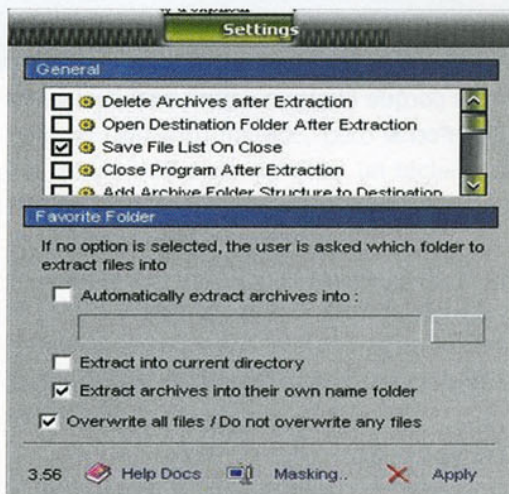 Settings
General
Delete Archives after Extraction
Open Destination Folder After Extraction
Save File List On Close
Close Program After Extraction
Add Archive Folder Structure to Destination
Favorite Folder
If no option is selected, the user is asked which folder to
extract files into
Automatically extract archives into :
Extract into current directory
Extract archives into their own name folder
Overwrite all files / Do not overwrite any files
3.56 Help Docs Masking.. Apply